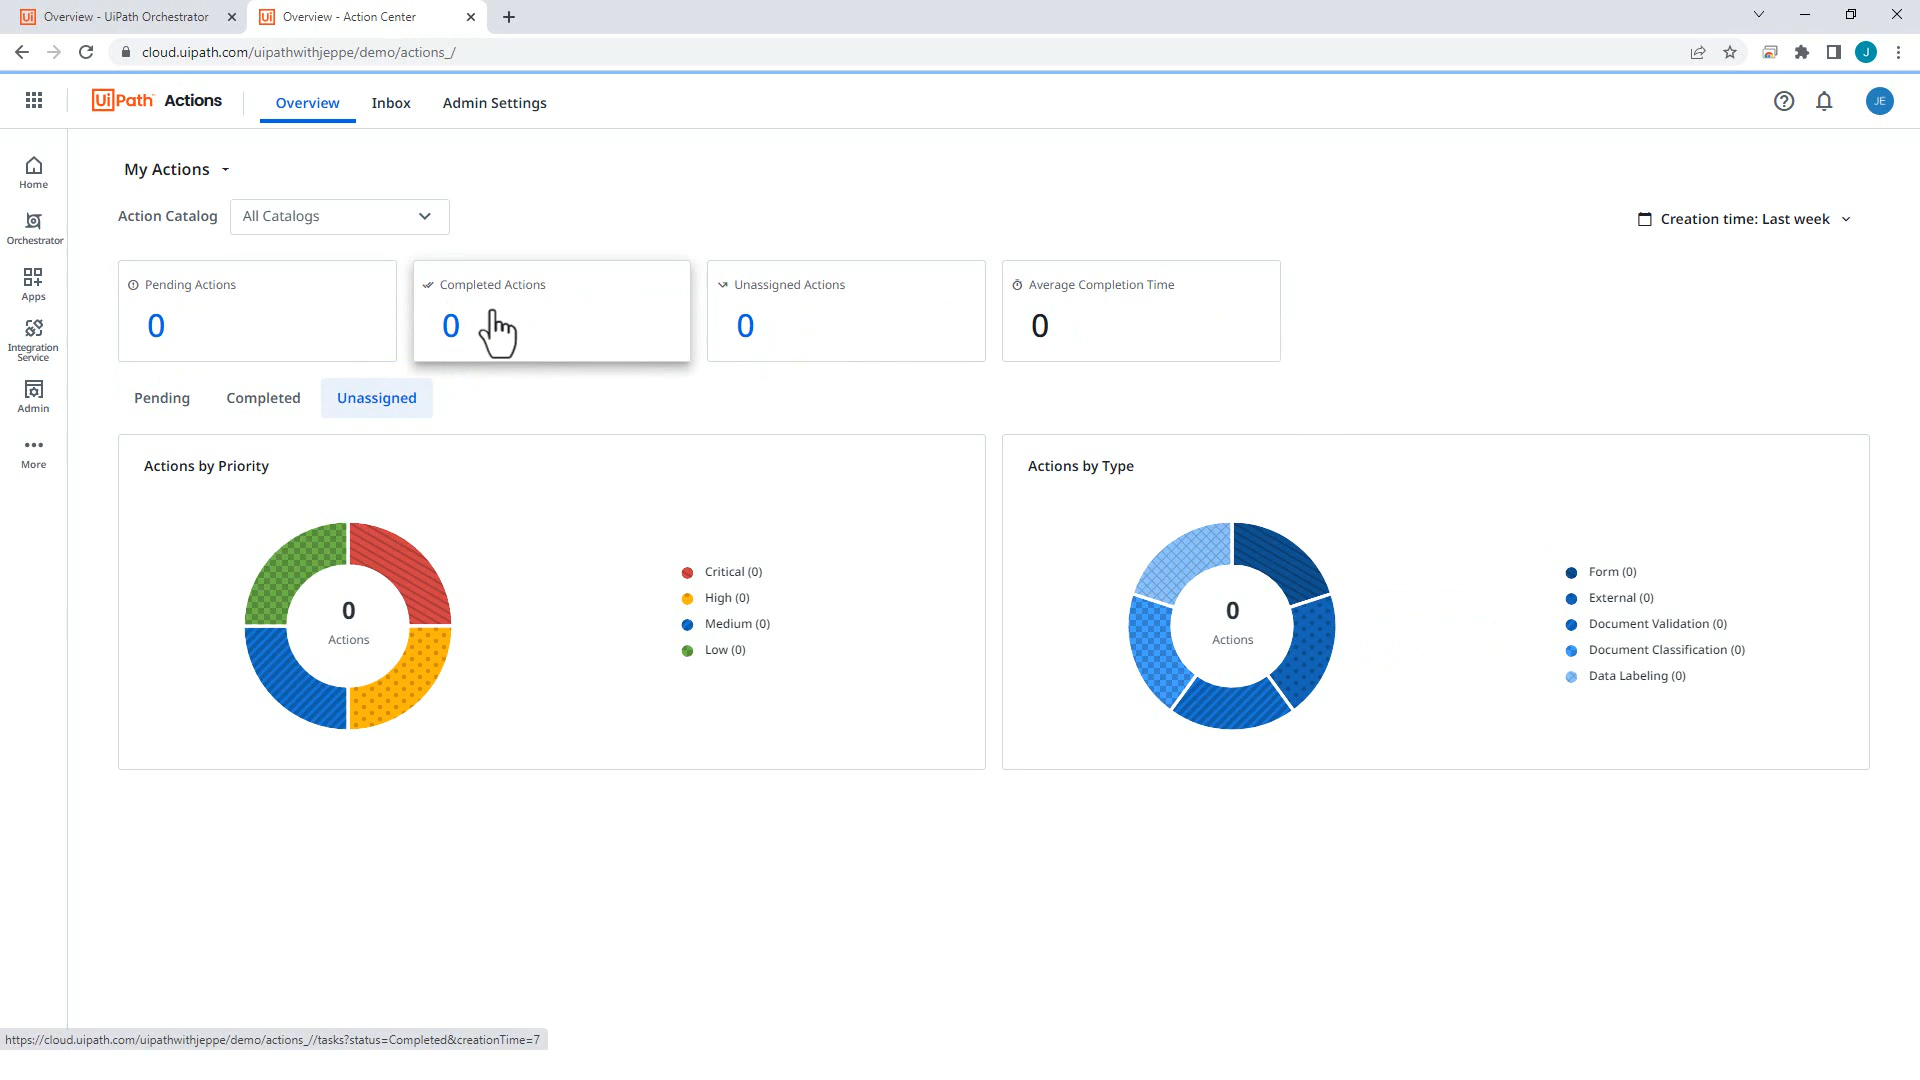 Overview - UiPath Orchestrator
Overview - Action Center
cloud.uipath.com/uipathwithjeppe/demo/actions_/
J
UiPath Actions
Overview
Inbox
Admin Settings
JE
Home
Orchestrator
Apps
Integration
Service
Admin
More
My Actions
Action Catalog
All Catalogs
Creation time: Last week
Pending Actions
0
Completed Actions
0
Unassigned Actions
0
Average Completion Time
0
Pending
Completed
Unassigned
Actions by Priority
0
Actions
Critical (0)
High (0)
Medium (0)
Low (0)
Actions by Type
0
Actions
Form (0)
External (0)
Document Validation (0)
Document Classification (0)
Data Labeling (0)
https://cloud.uipath.com/uipathwithjeppe/demo/actions_//tasks?status=Completed&creationTime=7